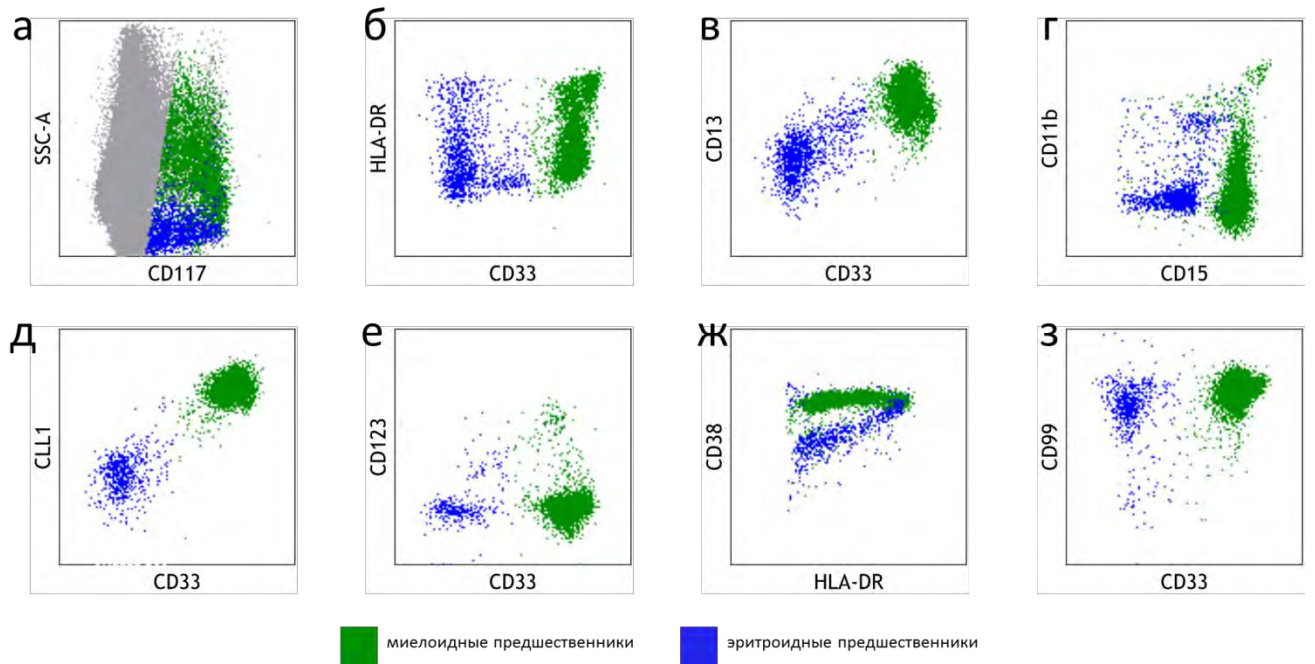 а
SSC-A
CD117
б
HLA-DR
CD33
в
CD13
CD33
г
CD11b
CD15
д
CLL1
CD33
е
CD123
CD33
ж
CD38
HLA-DR
з
CD99
CD33
миелоидные предшественники
эритроидные предшественники